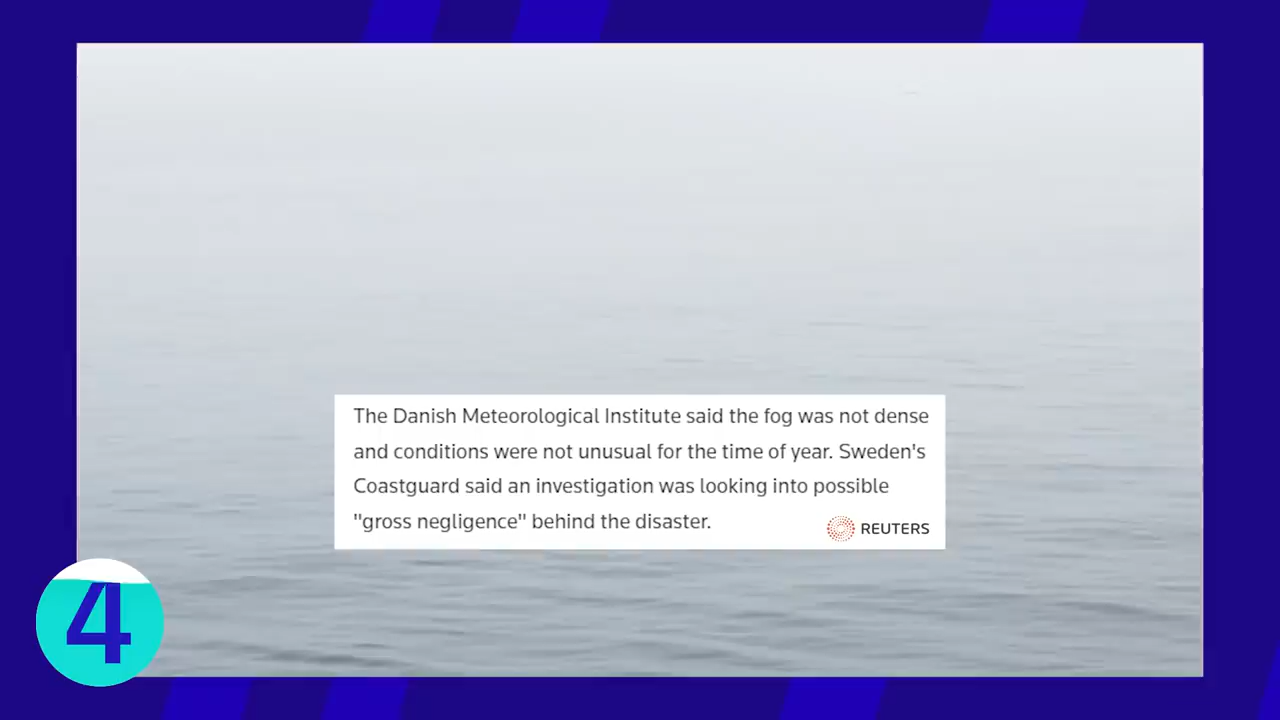 The Danish Meteorological Institute said the fog was not dense
and conditions were not unusual for the time of year. Sweden's
Coastguard said an investigation was looking into possible
"gross negligence" behind the disaster.
REUTERS
4